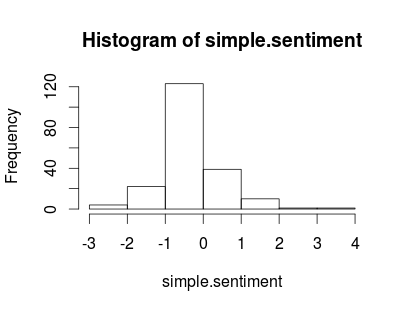 Histogram of simple.sentiment
Frequency
120
80
40
0
-3 -2 -1 0 1 2 3 4
simple.sentiment